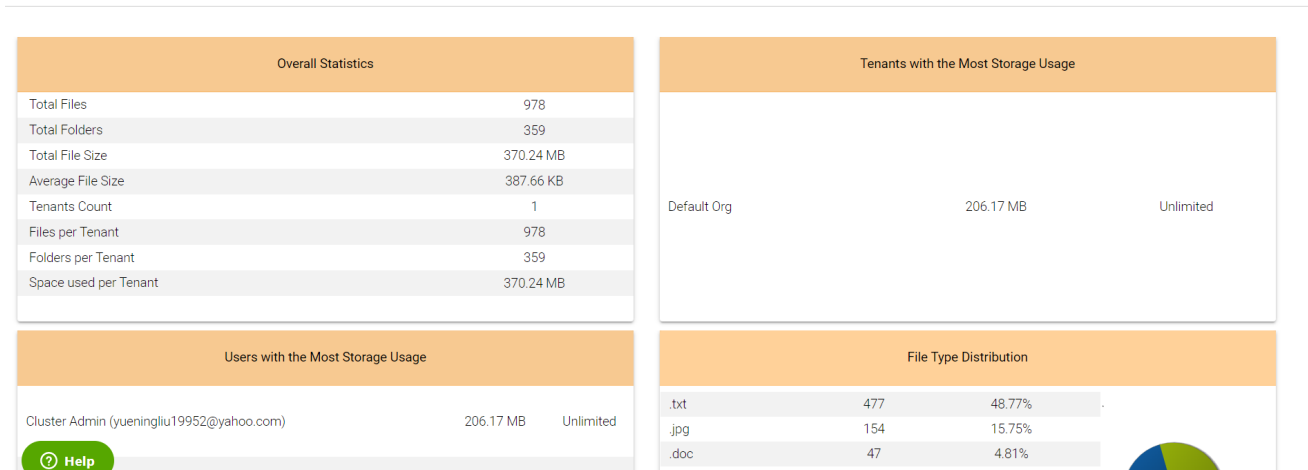 Overall Statistics
Total Files 978
Total Folders 359
Total File Size 370.24 MB
Average File Size 387.66 KB
Tenants Count 1
Files per Tenant 978
Folders per Tenant 359
Space used per Tenant 370.24 MB
Tenants with the Most Storage Usage
Default Org 206.17 MB Unlimited
Users with the Most Storage Usage
Cluster Admin (yueningliu19952@yahoo.com) 206.17 MB Unlimited
File Type Distribution
.txt 477 48.77%
.jpg 154 15.75%
.doc 47 4.81%
Help